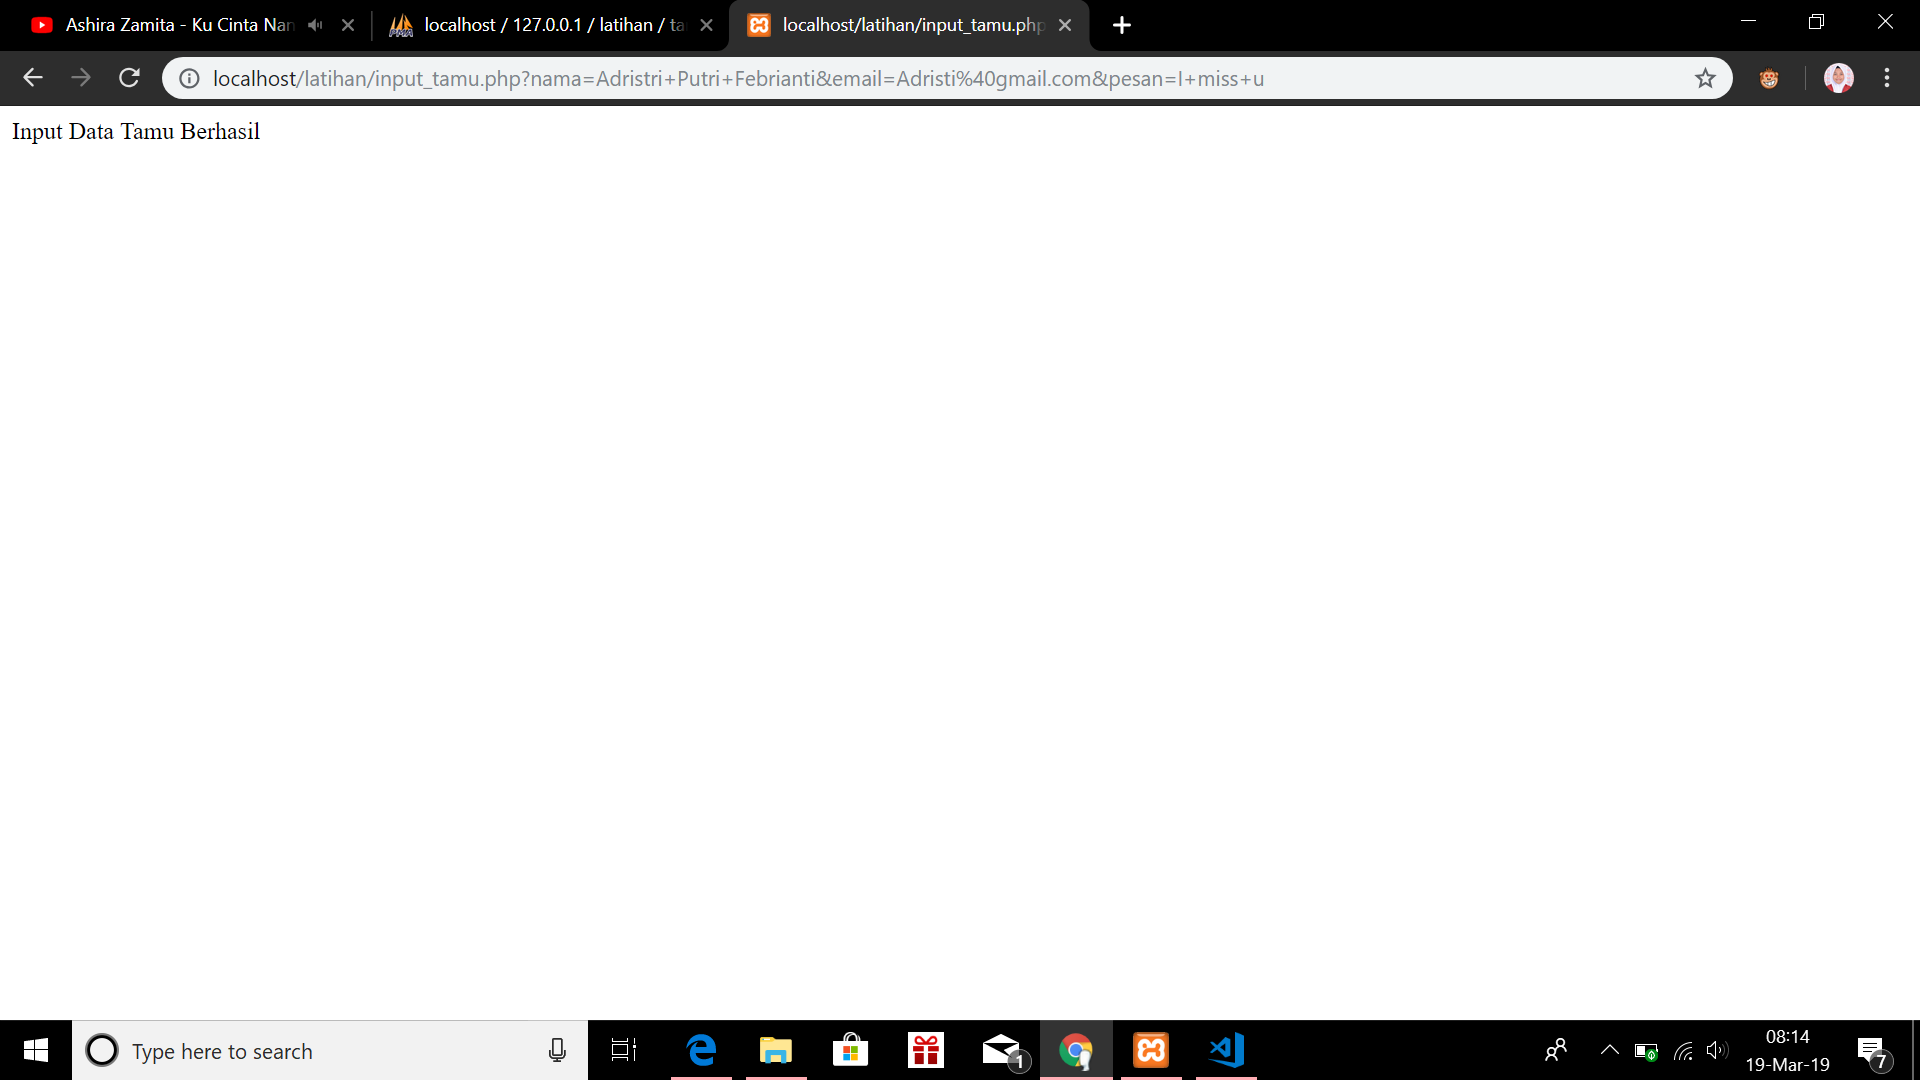 Ashira Zamita - Ku Cinta Nan
localhost / 127.0.0.1 / latihan / ta
localhost/latihan/input_tamu.php
localhost/latihan/input_tamu.php?nama=Adristri+Putri+Febrianti&email=Adristi%40gmail.com&pesan=I+miss+u
Input Data Tamu Berhasil
Type here to search
1
08:14
19-Mar-19
7